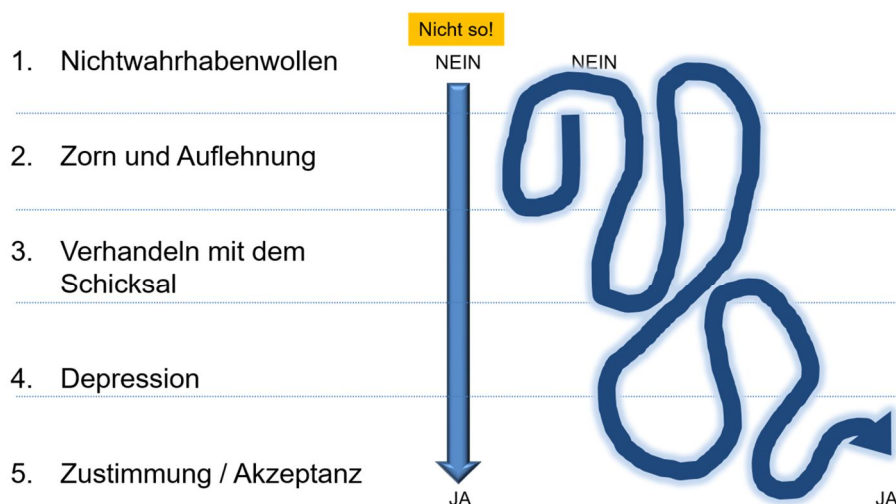 Nicht so!
1. Nichtwahrhabenwollen
NEIN
NEIN
2. Zorn und Auflehnung
3. Verhandeln mit dem
Schicksal
4. Depression
5. Zustimmung / Akzeptanz
JA
JA